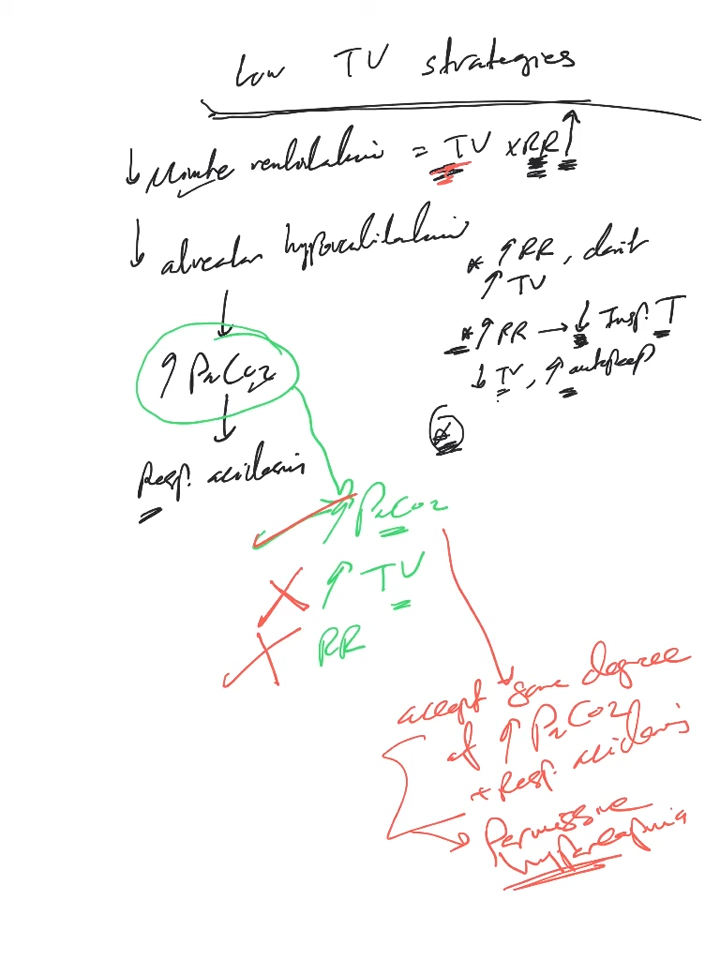 Low TV strategies
↓ Minute ventilation = TV x RR ↑
↓ alveolar hypoventilation
* ↑ RR, don't
↑ TV
* ↑ RR → ↓ Insp. T
↓ TV, ↑ autopeep
↓
↑ PaCO2
↓
Resp. acidosis
*
↑ PaCO2
↑ TV
RR
accept some degree
of ↑ PaCO2
+ Resp. acidosis
Permissive
hypercapnia